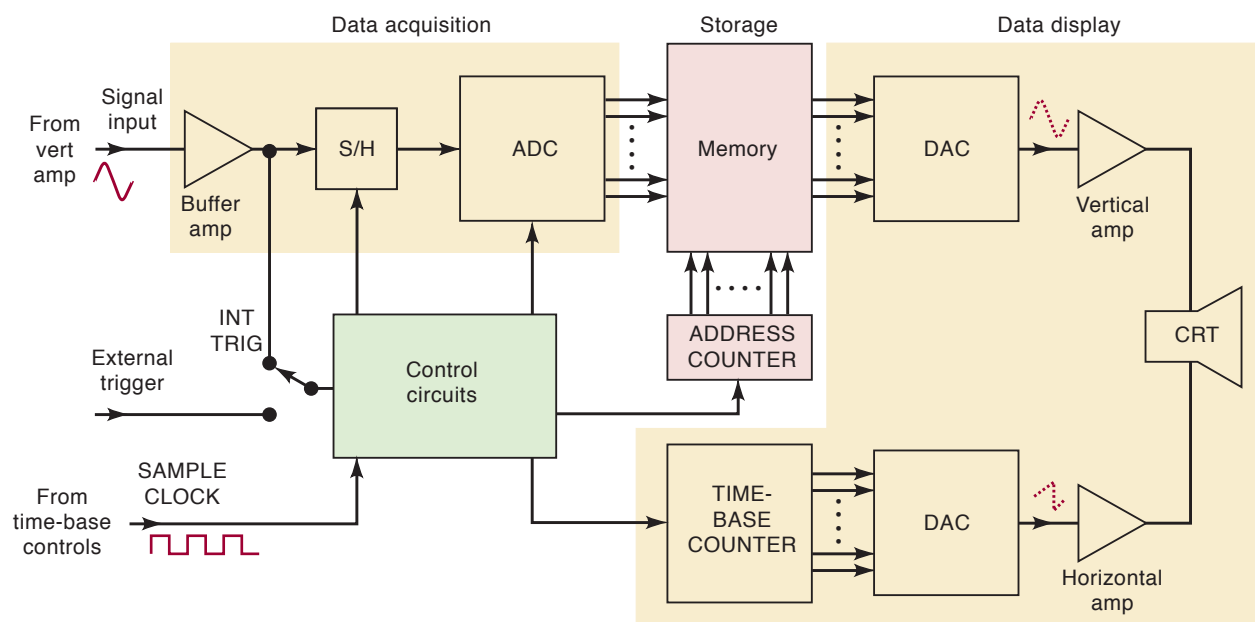 Data acquisition
Storage
Data display
Signal
input
From
vert
amp
Buffer
amp
S/H
ADC
Memory
DAC
Vertical
amp
INT
TRIG
External
trigger
Control
circuits
ADDRESS
COUNTER
CRT
SAMPLE
CLOCK
From
time-base
controls
TIME-
BASE
COUNTER
DAC
Horizontal
amp